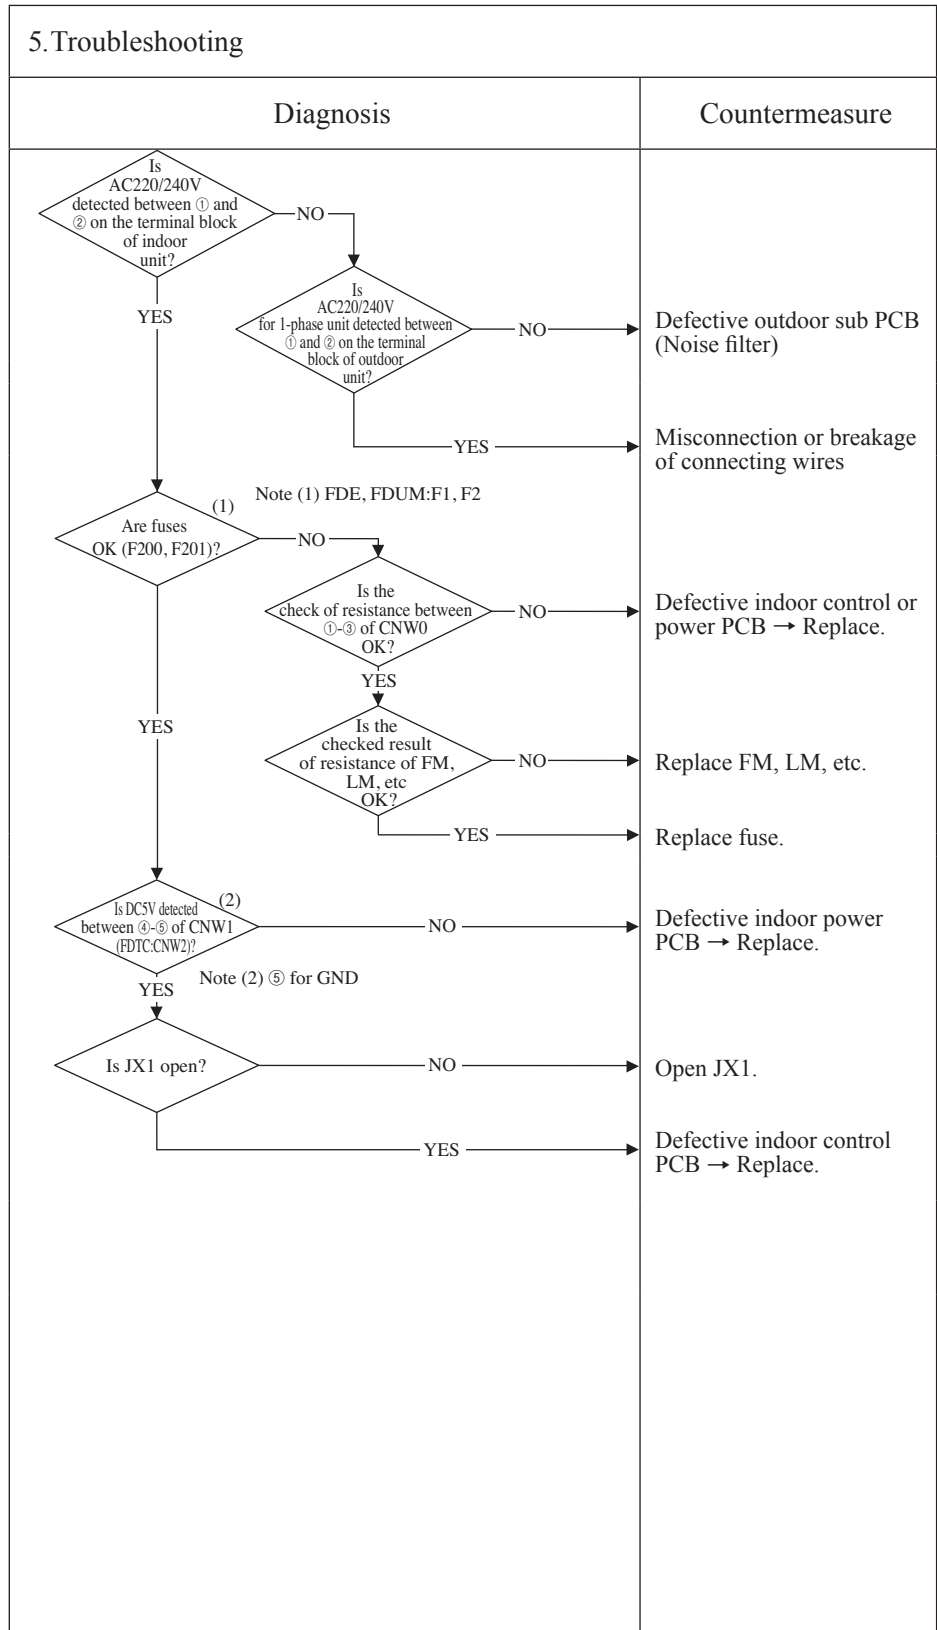 5.Troubleshooting
Diagnosis
Countermeasure
Is
AC220/240V
detected between ① and
② on the terminal block
of indoor
unit?
NO
YES
Is
AC220/240V
for 1-phase unit detected between
① and ② on the terminal
block of outdoor
unit?
NO
Defective outdoor sub PCB
(Noise filter)
YES
Misconnection or breakage
of connecting wires
Note (1) FDE, FDUM:F1, F2
(1)
Are fuses
OK (F200, F201)?
NO
Is the
check of resistance between
①-③ of CNW0
OK?
NO
Defective indoor control or
power PCB → Replace.
YES
YES
Is the
checked result
of resistance of FM,
LM, etc
OK?
NO
Replace FM, LM, etc.
YES
Replace fuse.
(2)
Is DC5V detected
between ④-⑤ of CNW1
(FDTC:CNW2)?
NO
Defective indoor power
PCB → Replace.
Note (2) ⑤ for GND
YES
Is JX1 open?
NO
Open JX1.
YES
Defective indoor control
PCB → Replace.